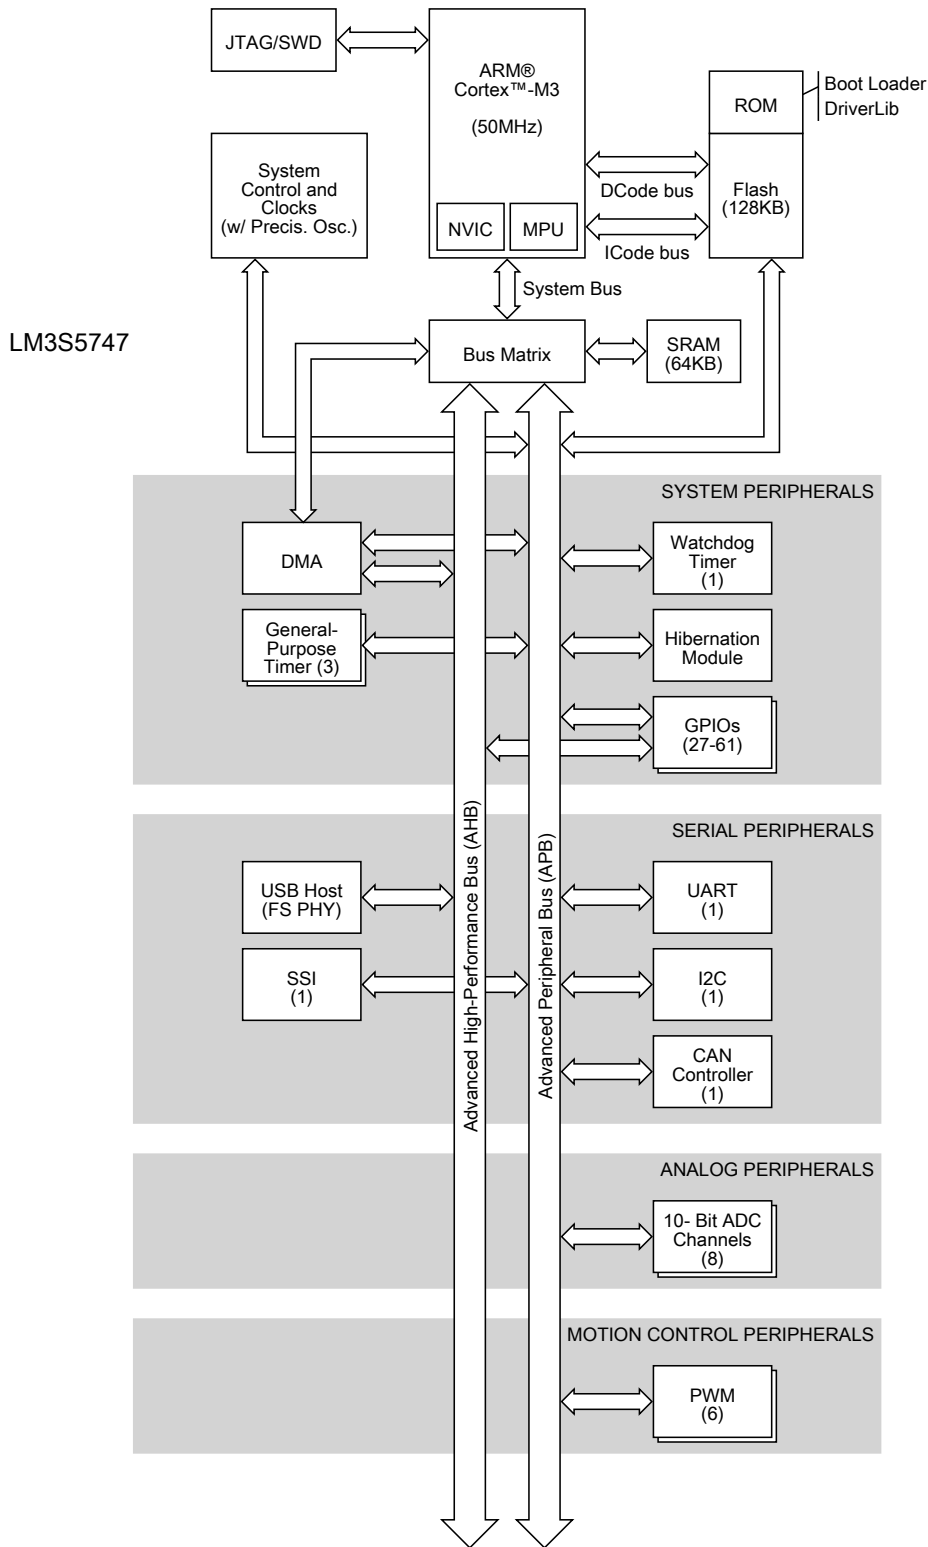 JTAG/SWD
ARM®
Cortex™-M3
(50MHz)
NVIC
MPU
ROM
Boot Loader
DriverLib
Flash
(128KB)
DCode bus
ICode bus
System
Control and
Clocks
(w/ Precis. Osc.)
System Bus
LM3S5747
Bus Matrix
SRAM
(64KB)
SYSTEM PERIPHERALS
DMA
Watchdog
Timer
(1)
General-
Purpose
Timer (3)
Hibernation
Module
GPIOs
(27-61)
Advanced High-Performance Bus (AHB)
Advanced Peripheral Bus (APB)
SERIAL PERIPHERALS
USB Host
(FS PHY)
UART
(1)
SSI
(1)
I2C
(1)
CAN
Controller
(1)
ANALOG PERIPHERALS
10- Bit ADC
Channels
(8)
MOTION CONTROL PERIPHERALS
PWM
(6)